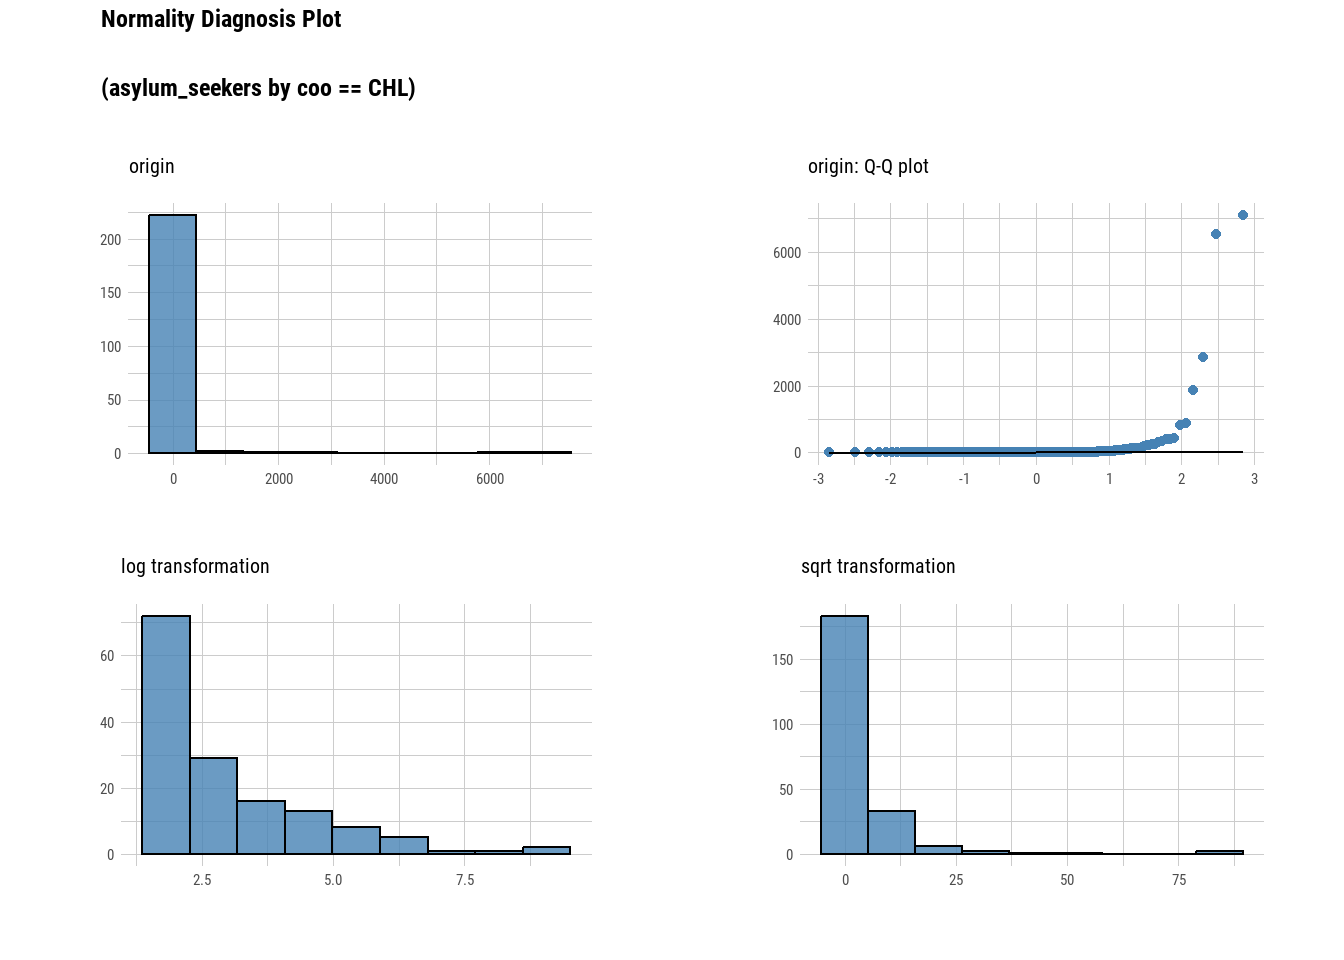 Normality Diagnosis Plot
(asylum_seekers by coo == CHL)
origin
200
150
100
50
0
0 2000 4000 6000
origin: Q-Q plot
6000
4000
2000
0
-3 -2 -1 0 1 2 3
log transformation
60
40
20
0
2.5 5.0 7.5
sqrt transformation
150
100
50
0
0 25 50 75